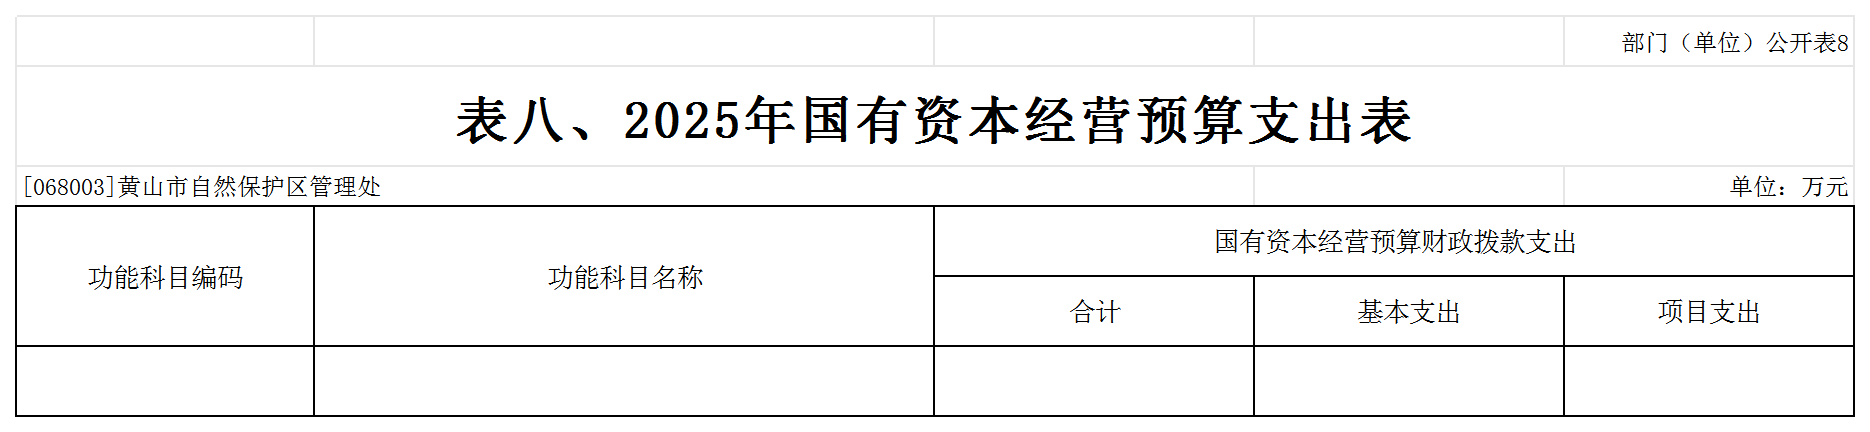 部门（单位）公开表8
表八、2025年国有资本经营预算支出表
[068003]黄山市自然保护区管理处 单位：万元
功能科目编码 功能科目名称 国有资本经营预算财政拨款支出
合计 基本支出 项目支出